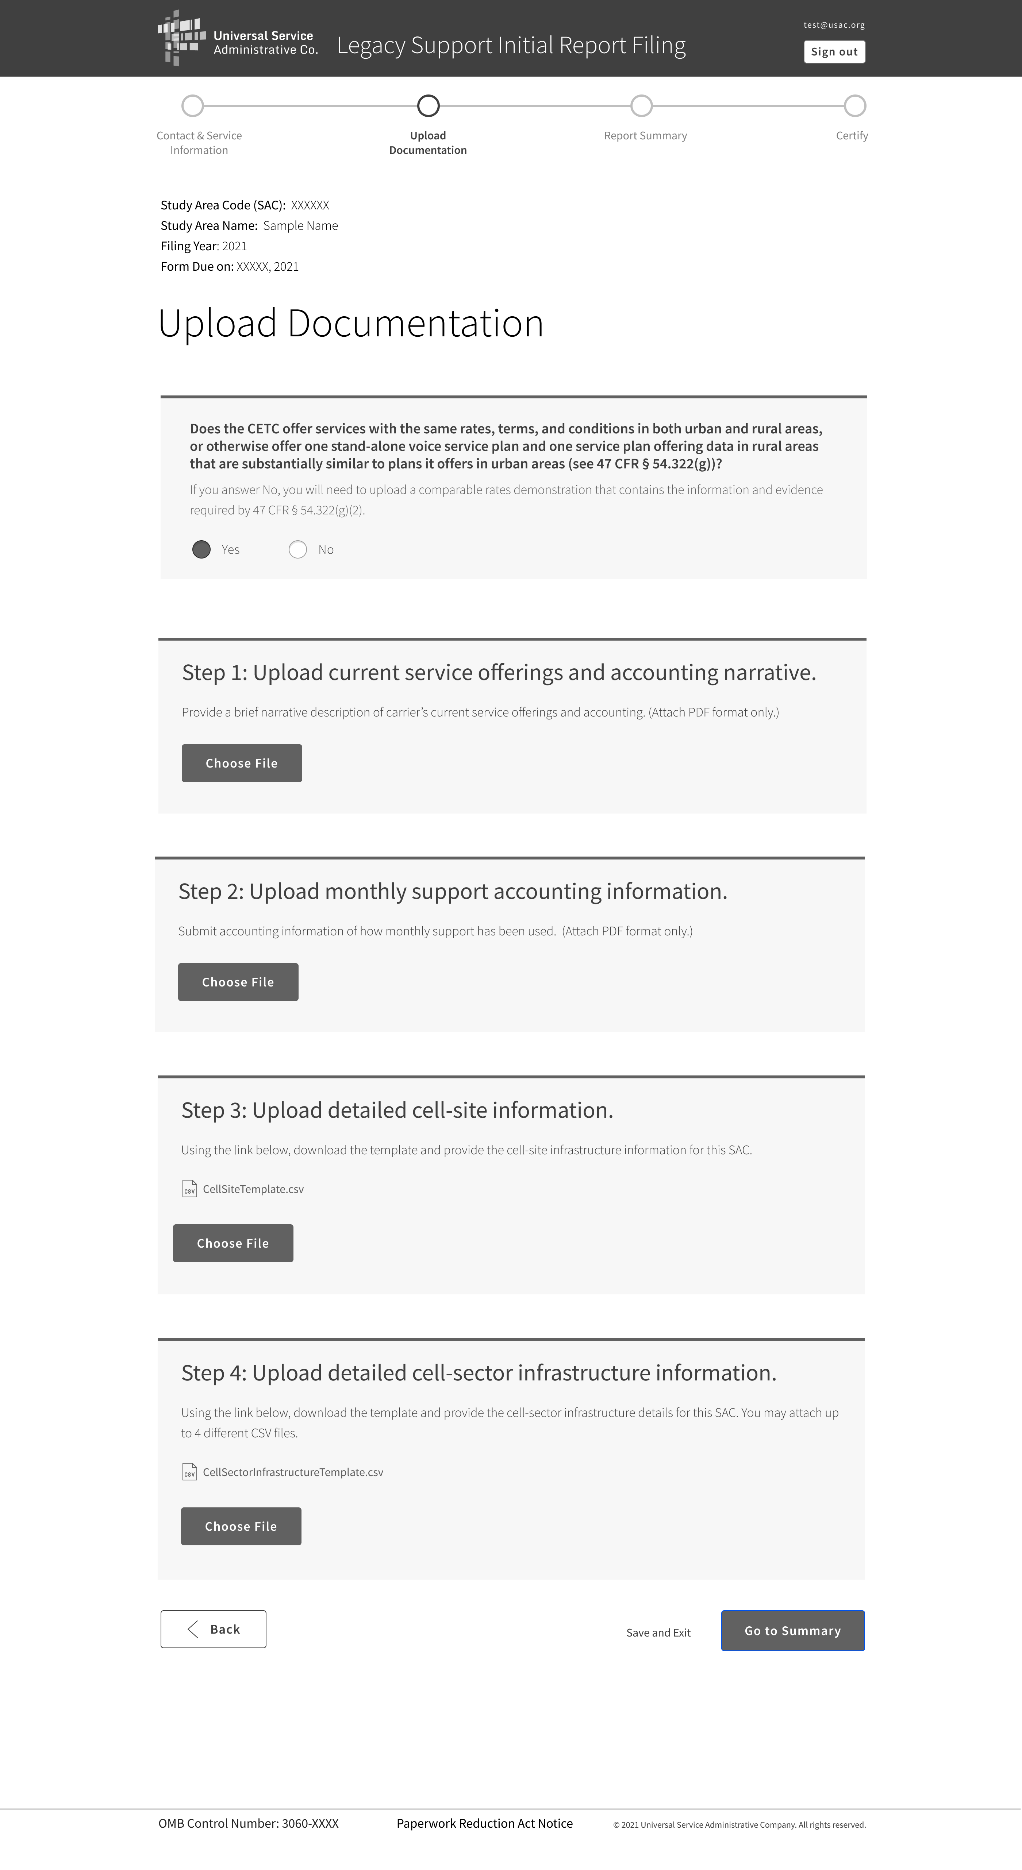 Universal Service
Administrative Co.
Legacy Support Initial Report Filing
test@usac.org
Sign out
Contact & Service
Information
Upload
Documentation
Report Summary
Certify
Study Area Code (SAC): XXXXXX
Study Area Name: Sample Name
Filing Year: 2021
Form Due on: XXXXX, 2021
Upload Documentation
Does the CETC offer services with the same rates, terms, and conditions in both urban and rural areas,
or otherwise offer one stand-alone voice service plan and one service plan offering data in rural areas
that are substantially similar to plans it offers in urban areas (see 47 CFR § 54.322(g))?
If you answer No, you will need to upload a comparable rates demonstration that contains the information and evidence
required by 47 CFR § 54.322(g)(2).
Yes
No
Step 1: Upload current service offerings and accounting narrative.
Provide a brief narrative description of carrier's current service offerings and accounting. (Attach PDF format only.)
Choose File
Step 2: Upload monthly support accounting information.
Submit accounting information of how monthly support has been used. (Attach PDF format only.)
Choose File
Step 3: Upload detailed cell-site information.
Using the link below, download the template and provide the cell-site infrastructure information for this SAC.
CSV
CellSiteTemplate.csv
Choose File
Step 4: Upload detailed cell-sector infrastructure information.
Using the link below, download the template and provide the cell-sector infrastructure details for this SAC. You may attach up
to 4 different CSV files.
CSV
CellSectorInfrastructureTemplate.csv
Choose File
Back
Save and Exit
Go to Summary
OMB Control Number: 3060-XXXX
Paperwork Reduction Act Notice
© 2021 Universal Service Administrative Company. All rights reserved.